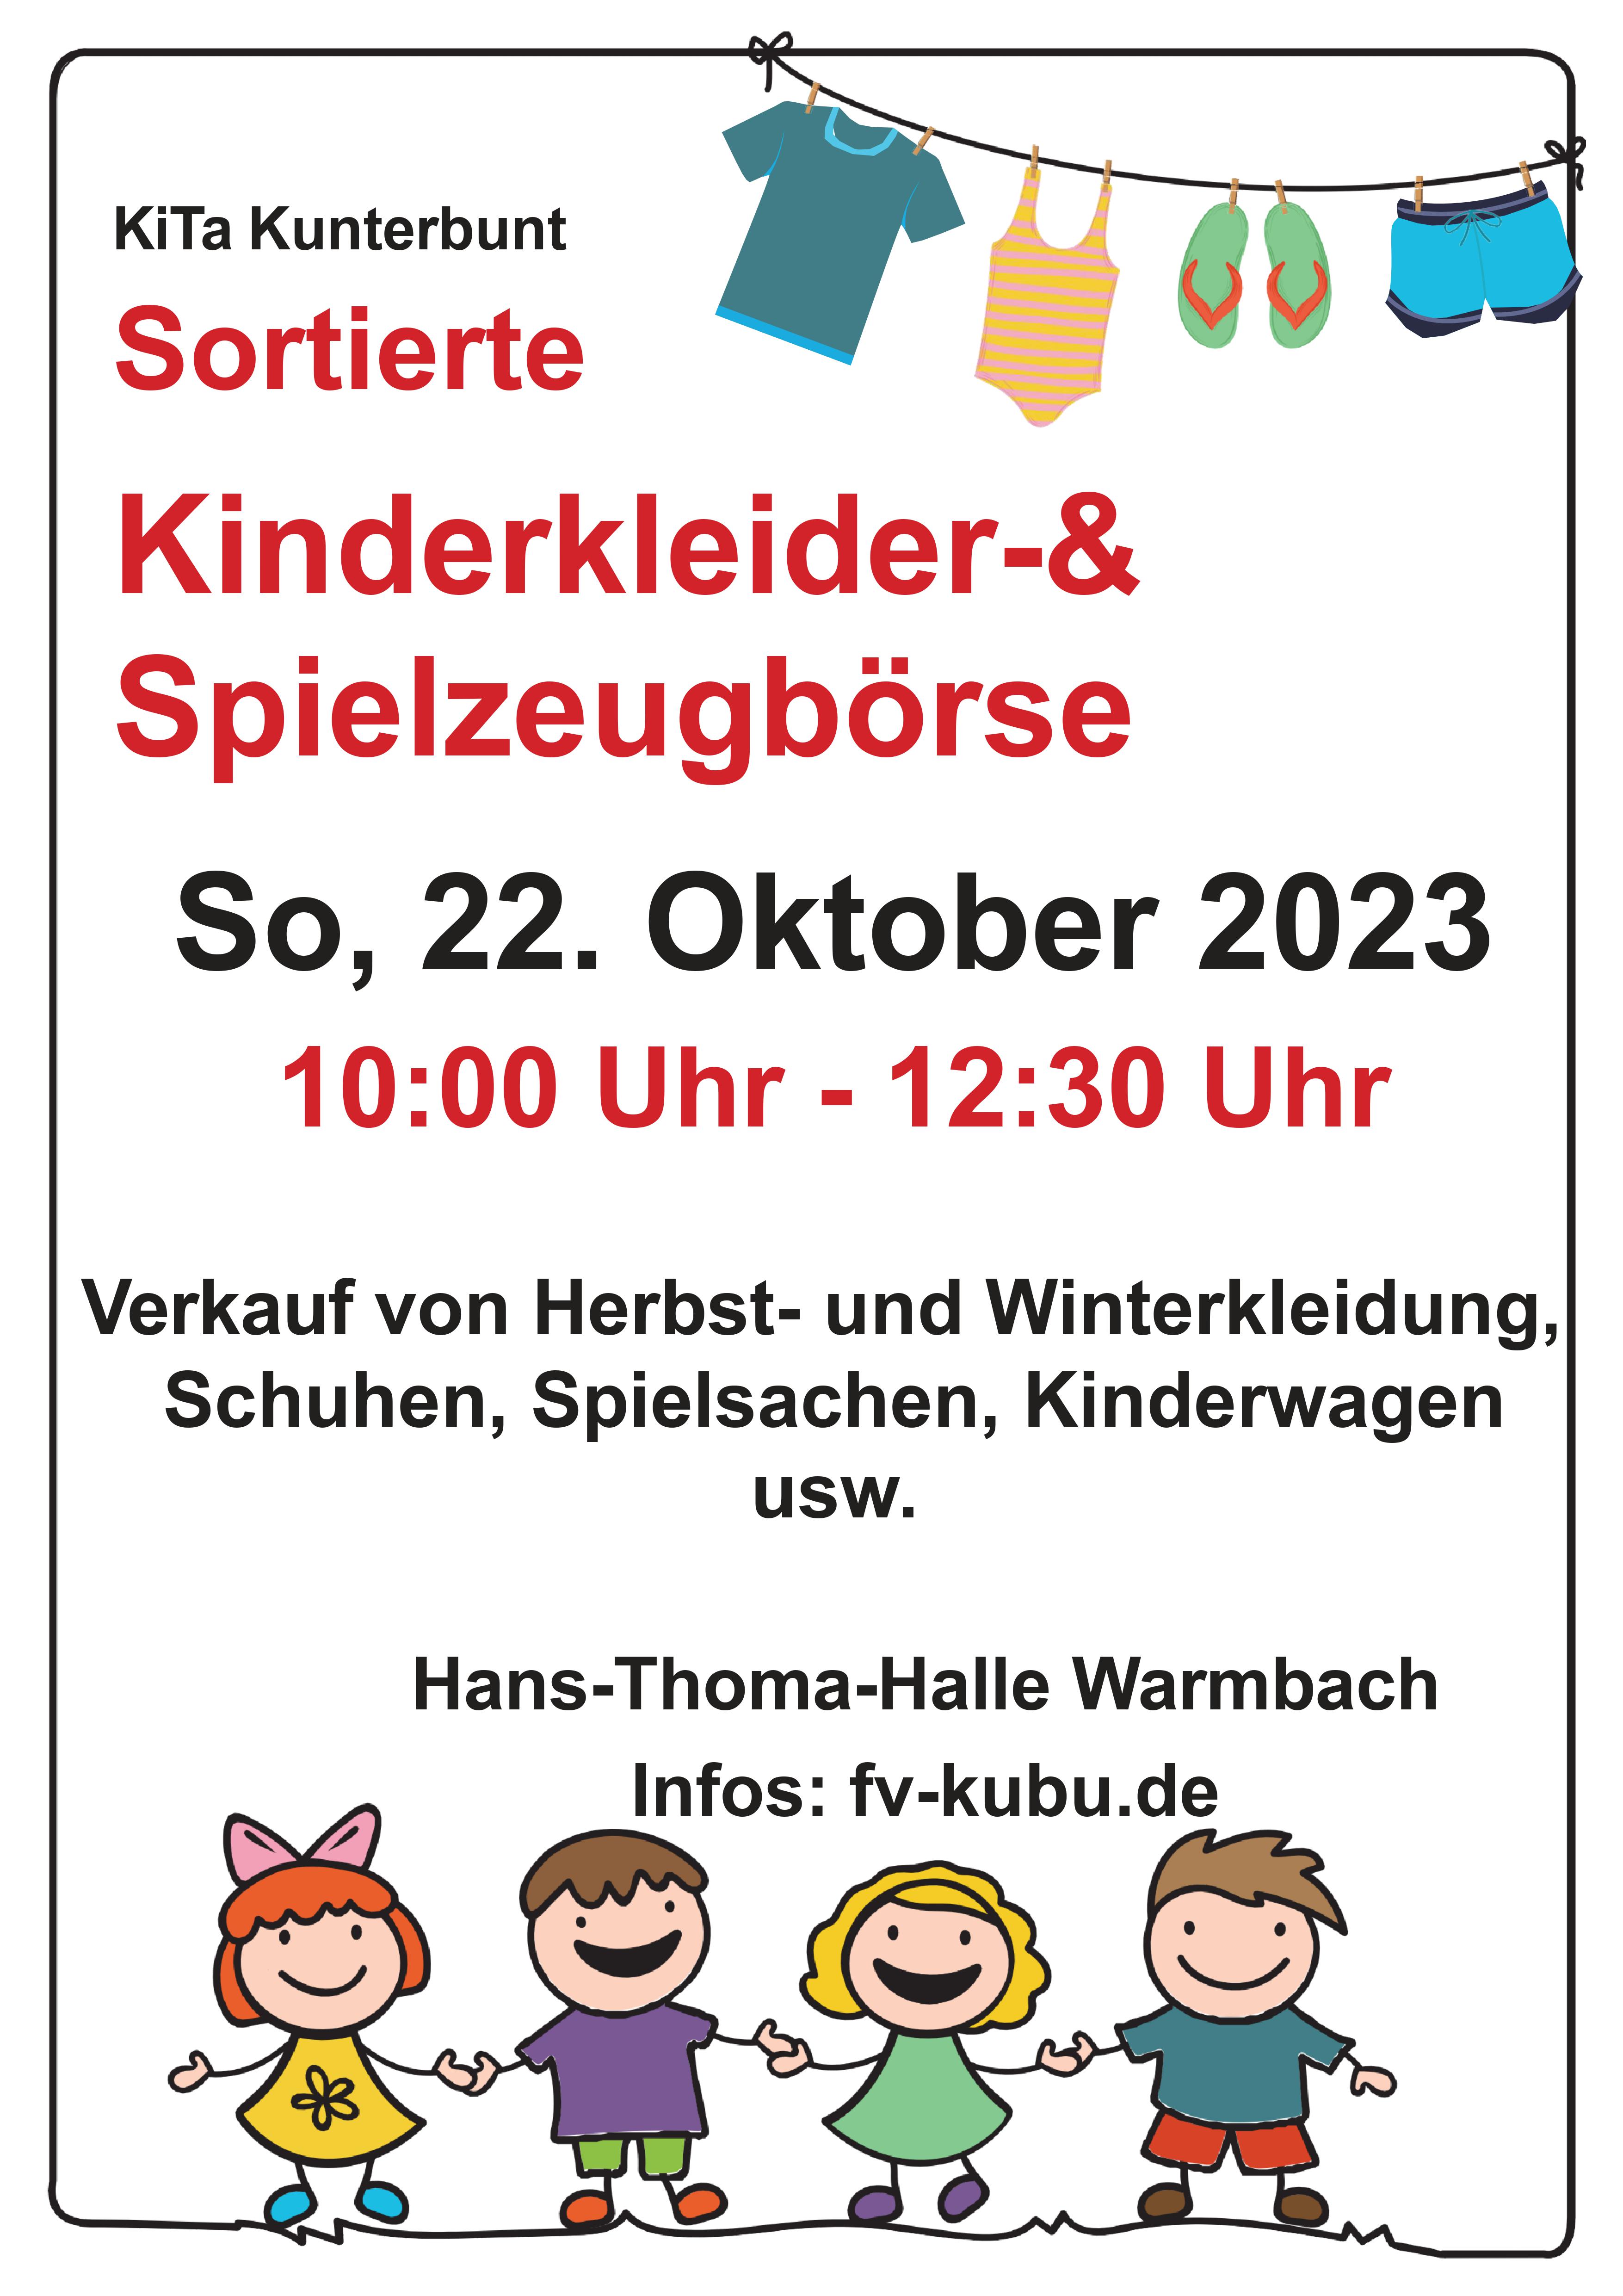 KiTa Kunterbunt
Sortierte
Kinderkleider-&
Spielzeugbörse
So, 22. Oktober 2023
10:00 Uhr - 12:30 Uhr
Verkauf von Herbst- und Winterkleidung,
Schuhen, Spielsachen, Kinderwagen
usw.
Hans-Thoma-Halle Warmbach
Infos: fv-kubu.de